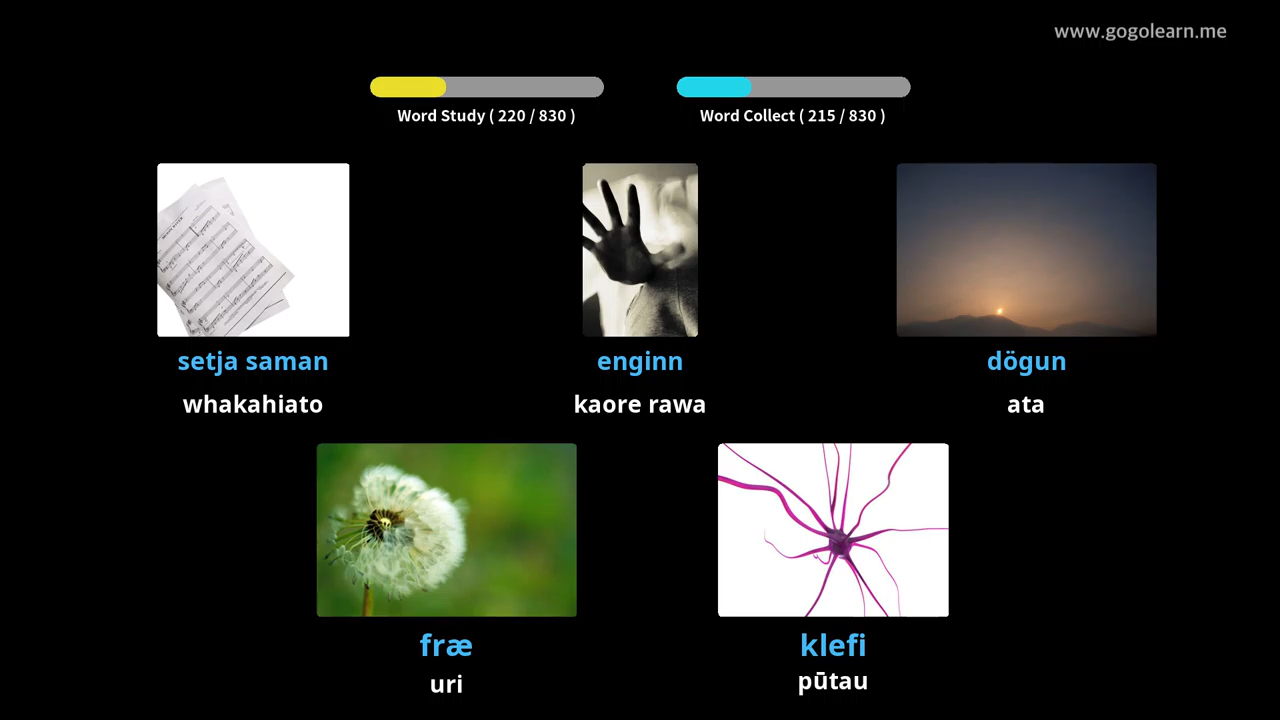 www.gogolearn.me
Word Study ( 220 / 830 )
Word Collect ( 215 / 830 )
setja saman
enginn
dögun
whakahiato
kaore rawa
ata
fræ
klefi
uri
pūtau